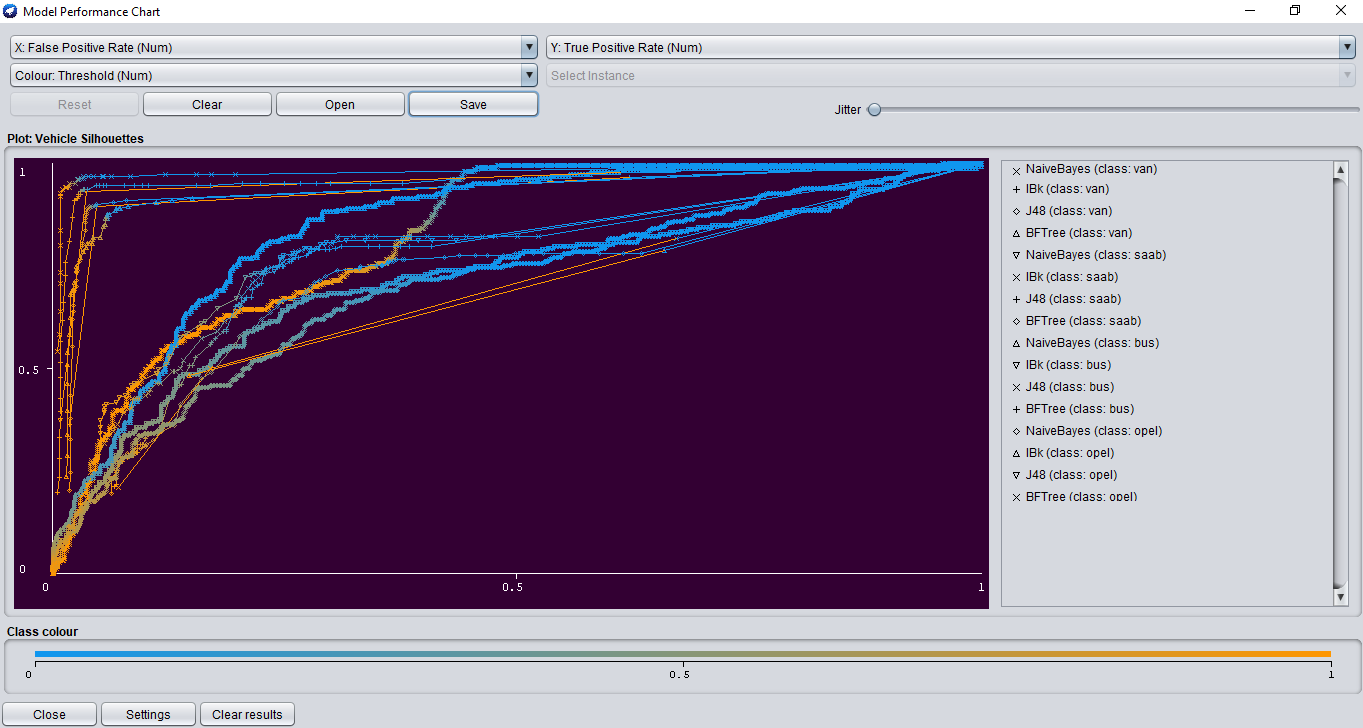 Model Performance Chart
X: False Positive Rate (Num)
Y: True Positive Rate (Num)
Colour: Threshold (Num)
Select Instance
Reset
Clear
Open
Save
Jitter
Plot: Vehicle Silhouettes
1
0.5
0
0
0.5
1
NaiveBayes (class: van)
IBk (class: van)
J48 (class: van)
BFTree (class: van)
NaiveBayes (class: saab)
IBk (class: saab)
J48 (class: saab)
BFTree (class: saab)
NaiveBayes (class: bus)
IBk (class: bus)
J48 (class: bus)
BFTree (class: bus)
NaiveBayes (class: opel)
IBk (class: opel)
J48 (class: opel)
BFTree (class: opel)
Class colour
0
0.5
1
Close
Settings
Clear results